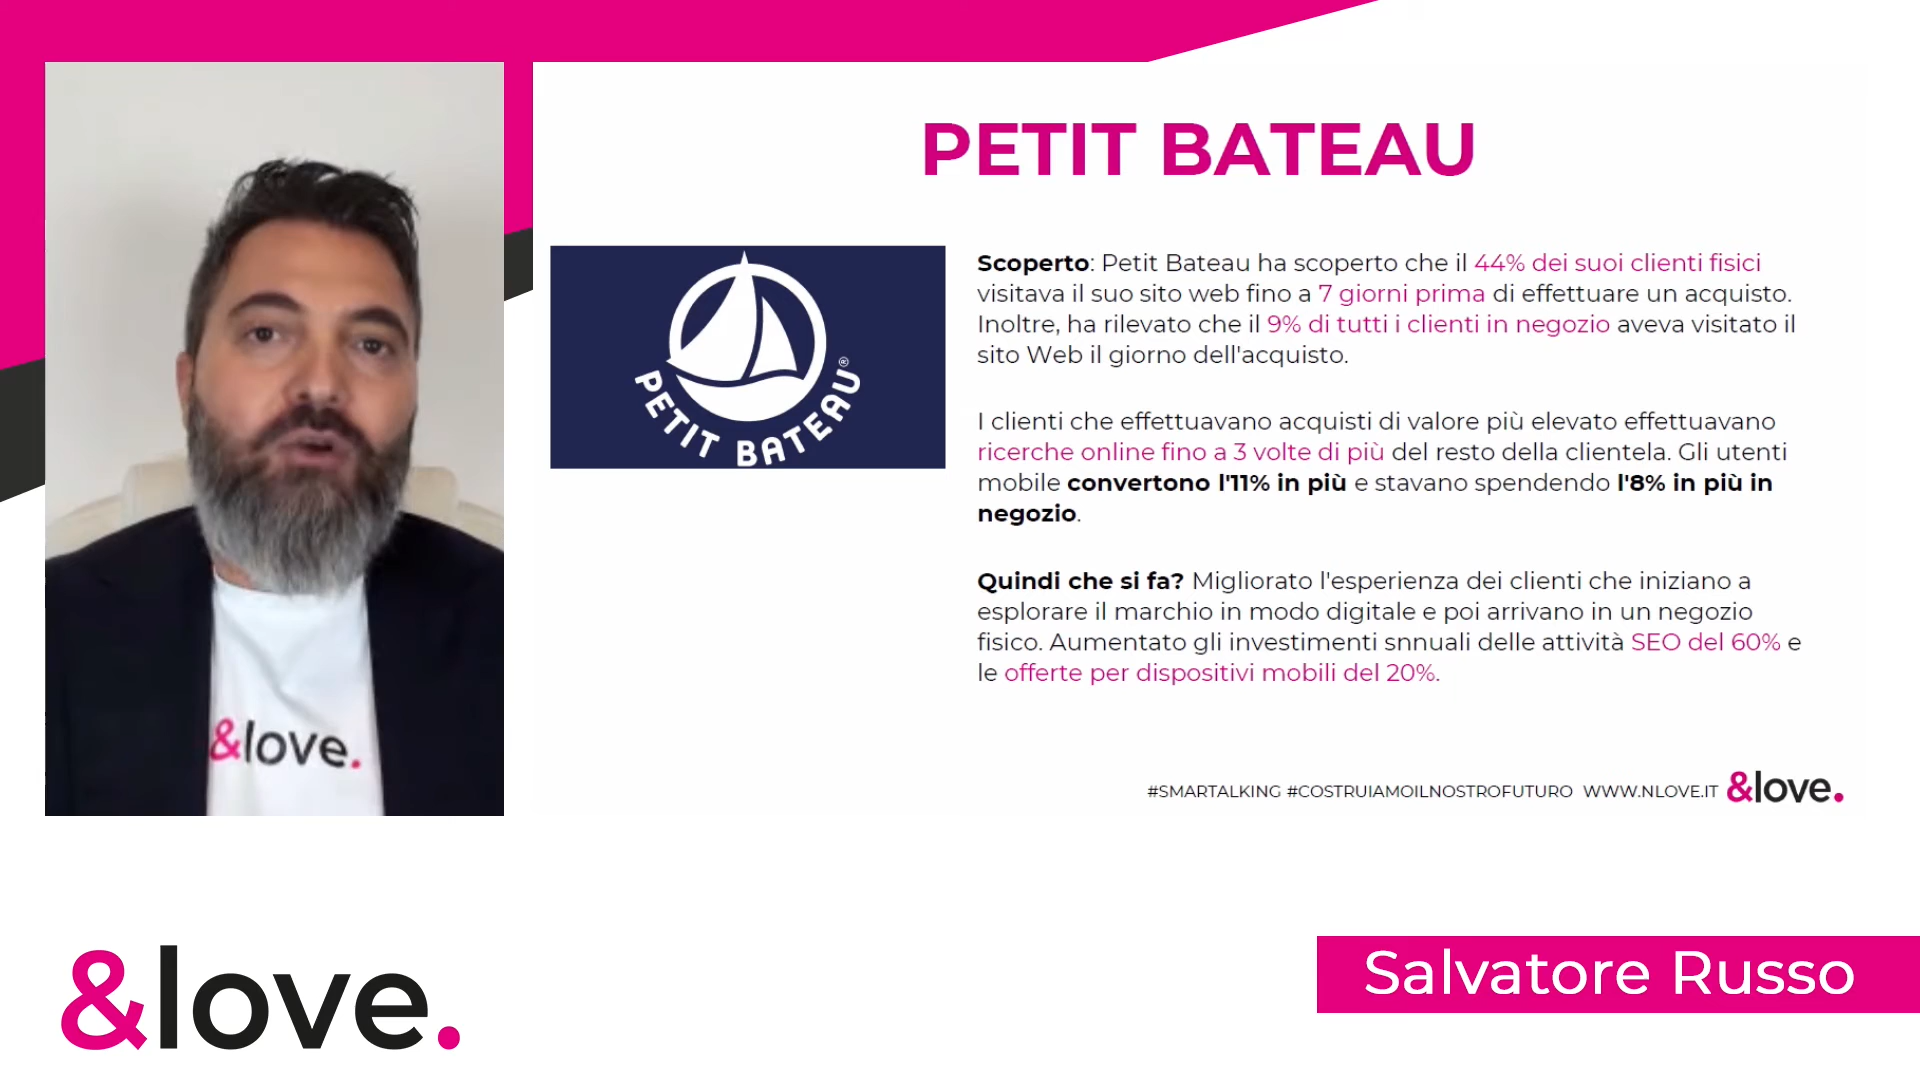 PETIT BATEAU
PETIT BATEAU®
Scoperto: Petit Bateau ha scoperto che il 44% dei suoi clienti fisici
visitava il suo sito web fino a 7 giorni prima di effettuare un acquisto.
Inoltre, ha rilevato che il 9% di tutti i clienti in negozio aveva visitato il
sito Web il giorno dell'acquisto.
I clienti che effettuavano acquisti di valore più elevato effettuavano
ricerche online fino a 3 volte di più del resto della clientela. Gli utenti
mobile convertono l'11% in più e stavano spendendo l'8% in più in
negozio.
Quindi che si fa? Migliorato l'esperienza dei clienti che iniziano a
esplorare il marchio in modo digitale e poi arrivano in un negozio
fisico. Aumentato gli investimenti snnuali delle attività SEO del 60% e
le offerte per dispositivi mobili del 20%.
&love.
#SMARTALKING #COSTRUIAMOILNOSTROFUTURO WWW.NLOVE.IT &love.
&love.
Salvatore Russo